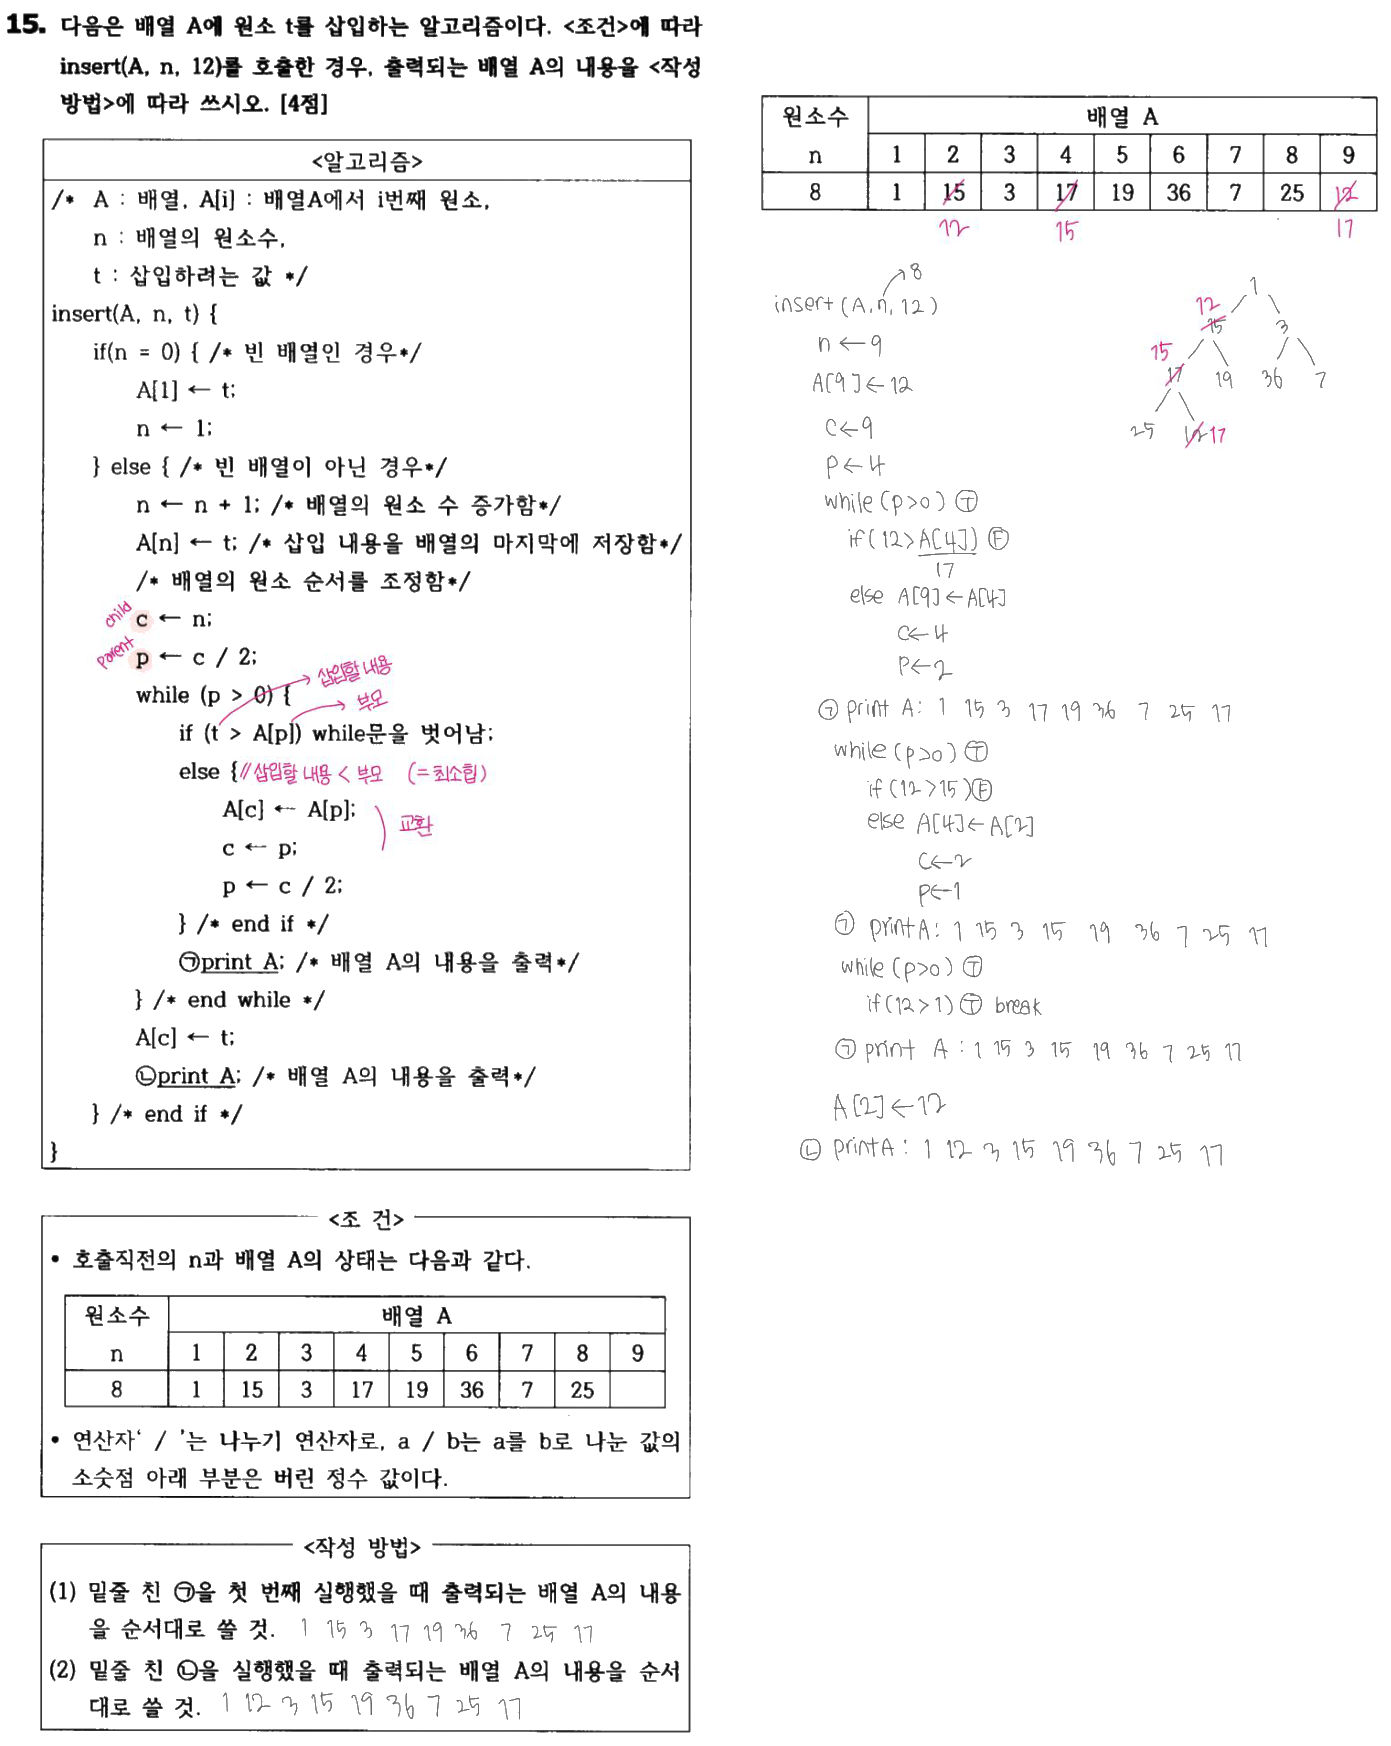 15. 다음은 배열 A에 원소 t를 삽입하는 알고리즘이다. <조건>에 따라
insert(A, n, 12)를 호출한 경우, 출력되는 배열 A의 내용을 <작성
방법>에 따라 쓰시오. [4점]
<알고리즘>
/* A : 배열, A[i] : 배열A에서 i번째 원소,
n : 배열의 원소수,
t : 삽입하려는 값 */
insert(A, n, t) {
if(n = 0) { /* 빈 배열인 경우*/
A[1] ← t;
n ← 1;
} else { /* 빈 배열이 아닌 경우*/
n ← n + 1; /* 배열의 원소 수 증가함*/
A[n] ← t; /* 삽입 내용을 배열의 마지막에 저장함*/
/* 배열의 원소 순서를 조정함*/
child
c ← n;
parent
p ← c / 2;
while (p > 0) {
삽입할 내용
부모
if (t > A[p]) while문을 벗어남;
else { //삽입할 내용 < 부모 (=최소힙)
A[c] ← A[p];
교환
c ← p;
p ← c / 2;
} /* end if */
㉠print A; /* 배열 A의 내용을 출력*/
} /* end while */
A[c] ← t;
㉡print A; /* 배열 A의 내용을 출력*/
} /* end if */
}
<조 건>
• 호출직전의 n과 배열 A의 상태는 다음과 같다.
원소수 배열 A
n 1 2 3 4 5 6 7 8 9
8 1 15 3 17 19 36 7 25
• 연산자‘ / ’는 나누기 연산자로, a / b는 a를 b로 나눈 값의
소숫점 아래 부분은 버린 정수 값이다.
<작성 방법>
(1) 밑줄 친 ㉠을 첫 번째 실행했을 때 출력되는 배열 A의 내용
을 순서대로 쓸 것. 1 15 3 17 19 36 7 25 17
(2) 밑줄 친 ㉡을 실행했을 때 출력되는 배열 A의 내용을 순서
대로 쓸 것. 1 12 3 15 19 36 7 25 17
원소수 배열 A
n 1 2 3 4 5 6 7 8 9
8 1 15 3 17 19 36 7 25 12
12 15 17
8
insert(A, n, 12)
n ← 9
A[9] ← 12
c ← 9
p ← 4
while(p>0) Ⓣ
if(12>A[4]) Ⓕ
17
else A[9] ← A[4]
c ← 4
p ← 2
㉠ print A: 1 15 3 17 19 36 7 25 17
while(p>0) Ⓣ
if(12>15) Ⓕ
else A[4] ← A[2]
c ← 2
p ← 1
㉠ print A: 1 15 3 15 19 36 7 25 17
while(p>0) Ⓣ
if(12>1) Ⓣ break
㉠ print A : 1 15 3 15 19 36 7 25 17
A[2] ← 12
㉡ print A: 1 12 3 15 19 36 7 25 17
1
12
15 3
15
17 19 36 7
25 12 17